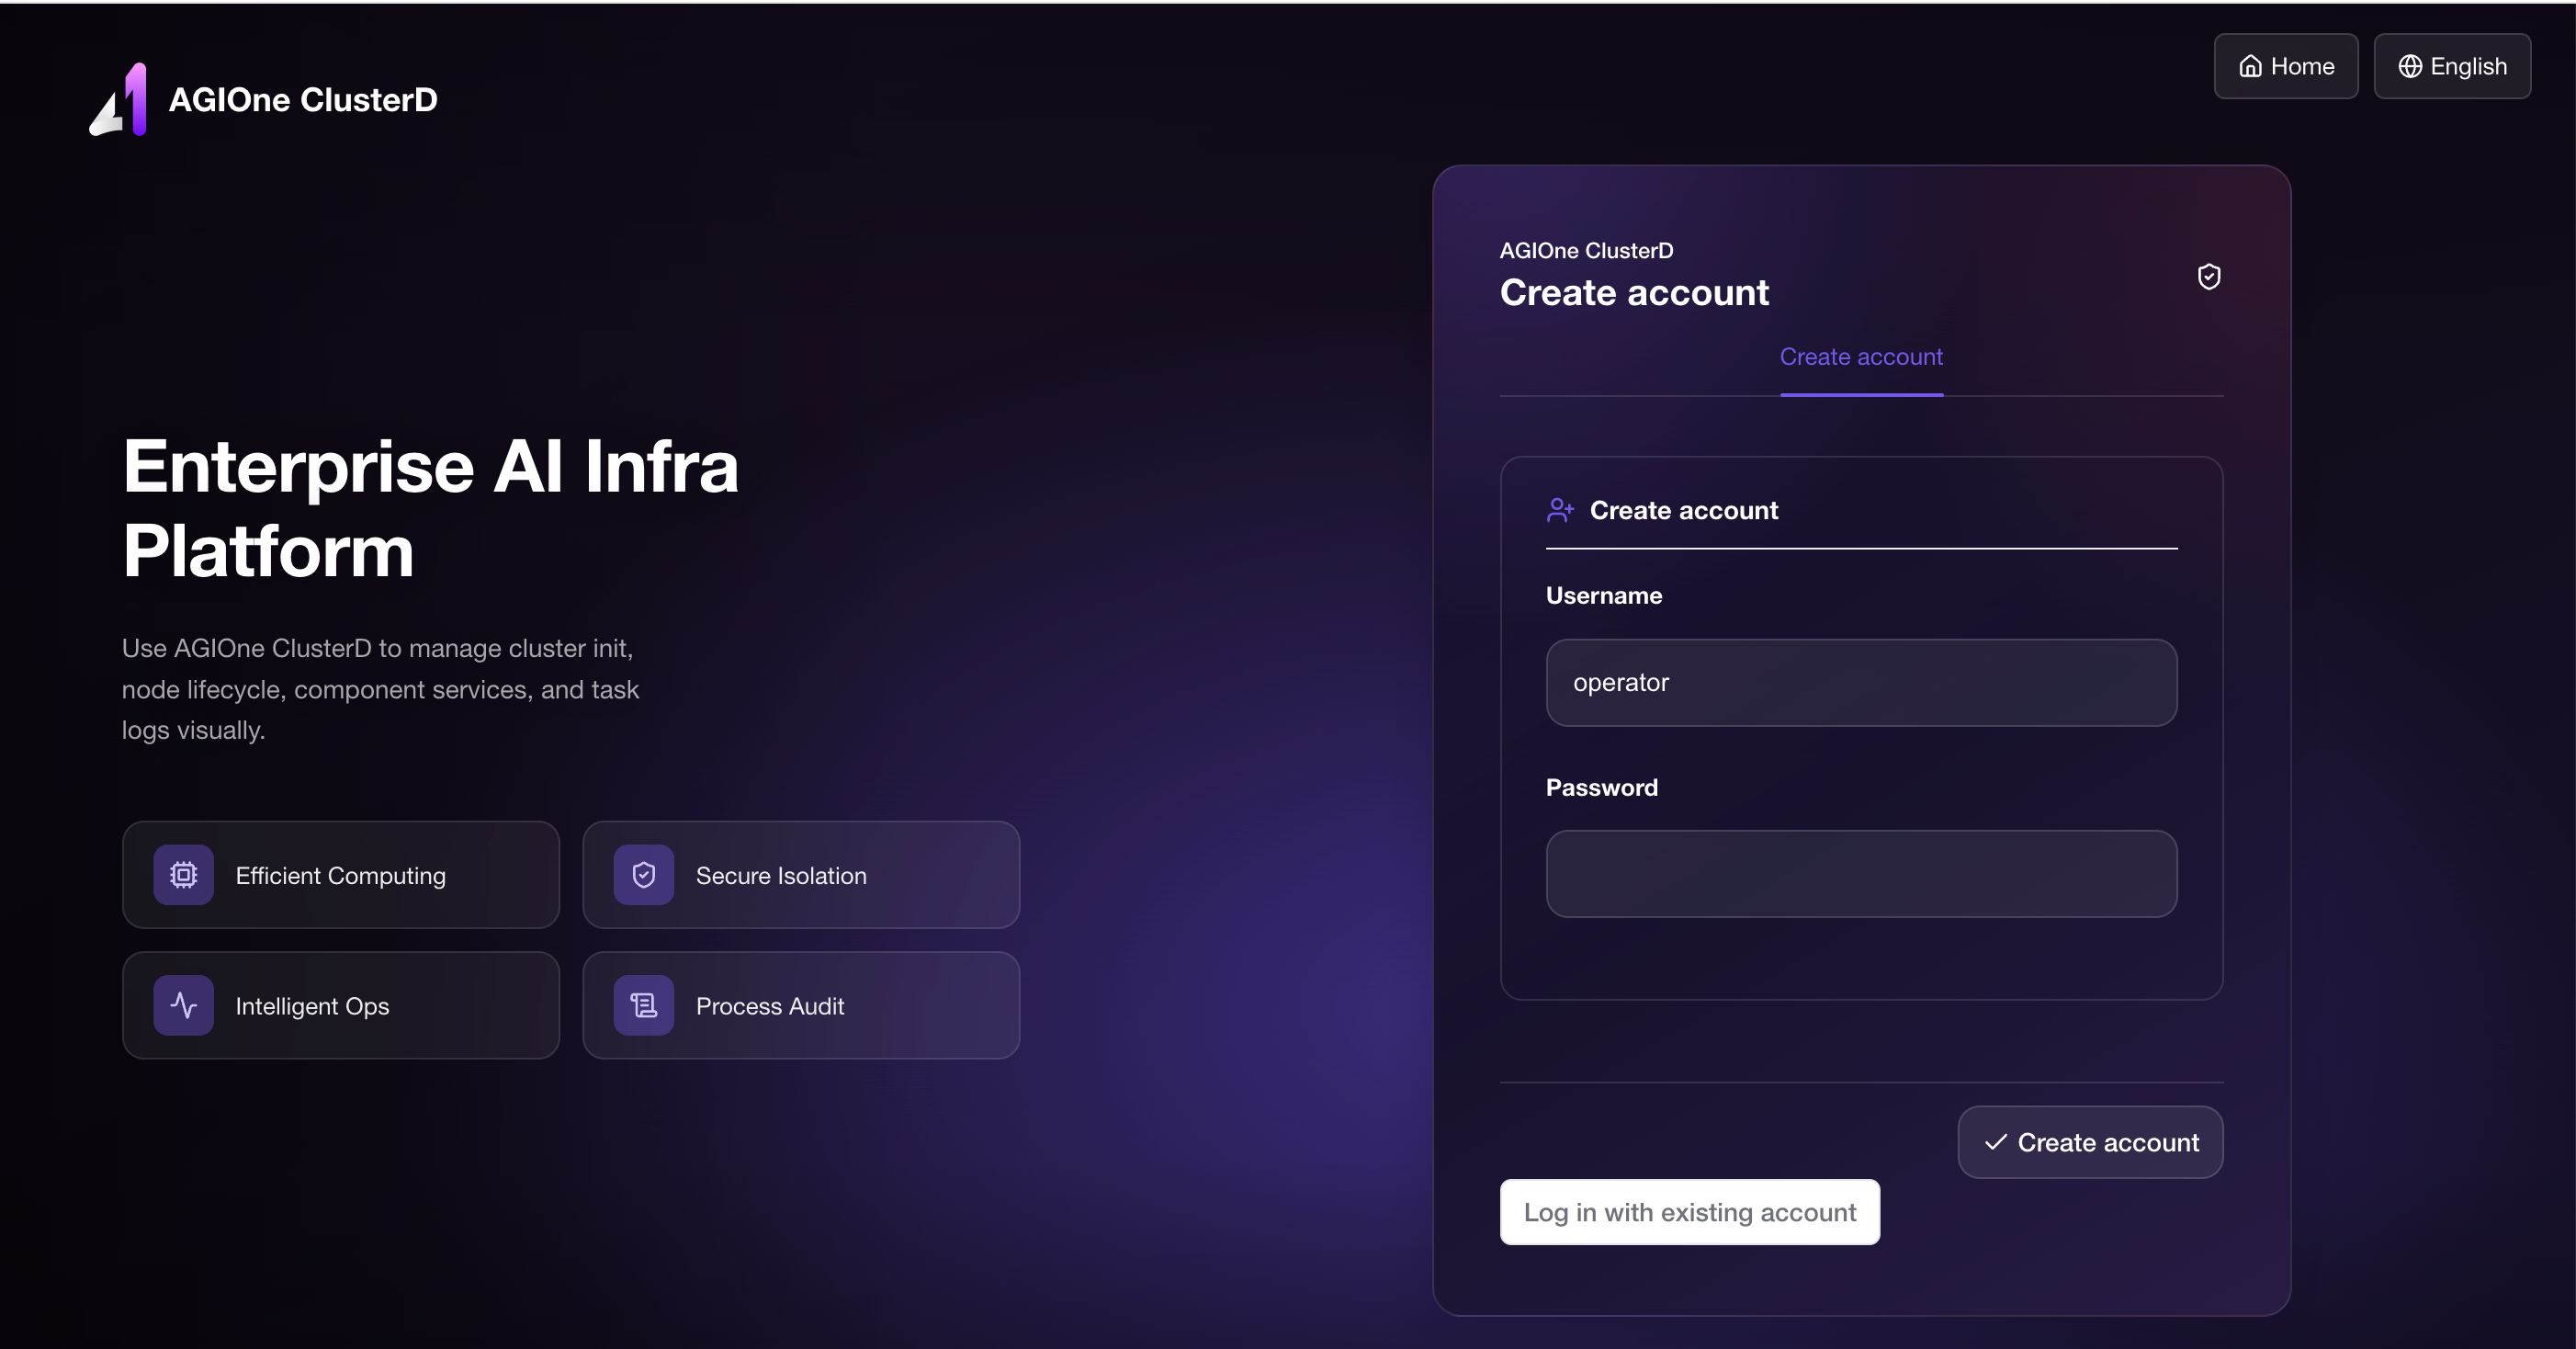 AGIOne ClusterD
Home
English
Enterprise AI Infra
Platform
Use AGIOne ClusterD to manage cluster init,
node lifecycle, component services, and task
logs visually.
Efficient Computing
Secure Isolation
Intelligent Ops
Process Audit
AGIOne ClusterD
Create account
Create account
Create account
Username
operator
Password
Create account
Log in with existing account